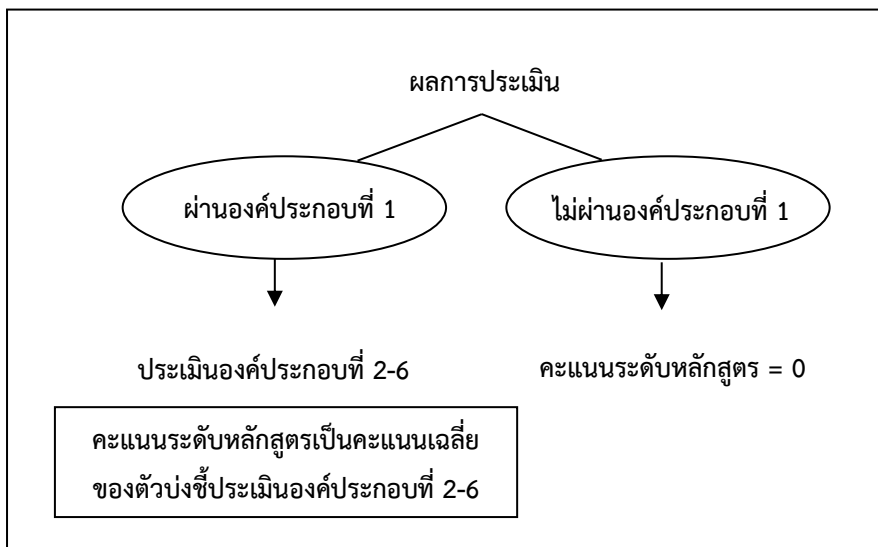 ผลการประเมิน
ผ่านองค์ประกอบที่ 1
ไม่ผ่านองค์ประกอบที่ 1
ประเมินองค์ประกอบที่ 2-6
คะแนนระดับหลักสูตร = 0
คะแนนระดับหลักสูตรเป็นคะแนนเฉลี่ย
ของตัวบ่งชี้ประเมินองค์ประกอบที่ 2-6